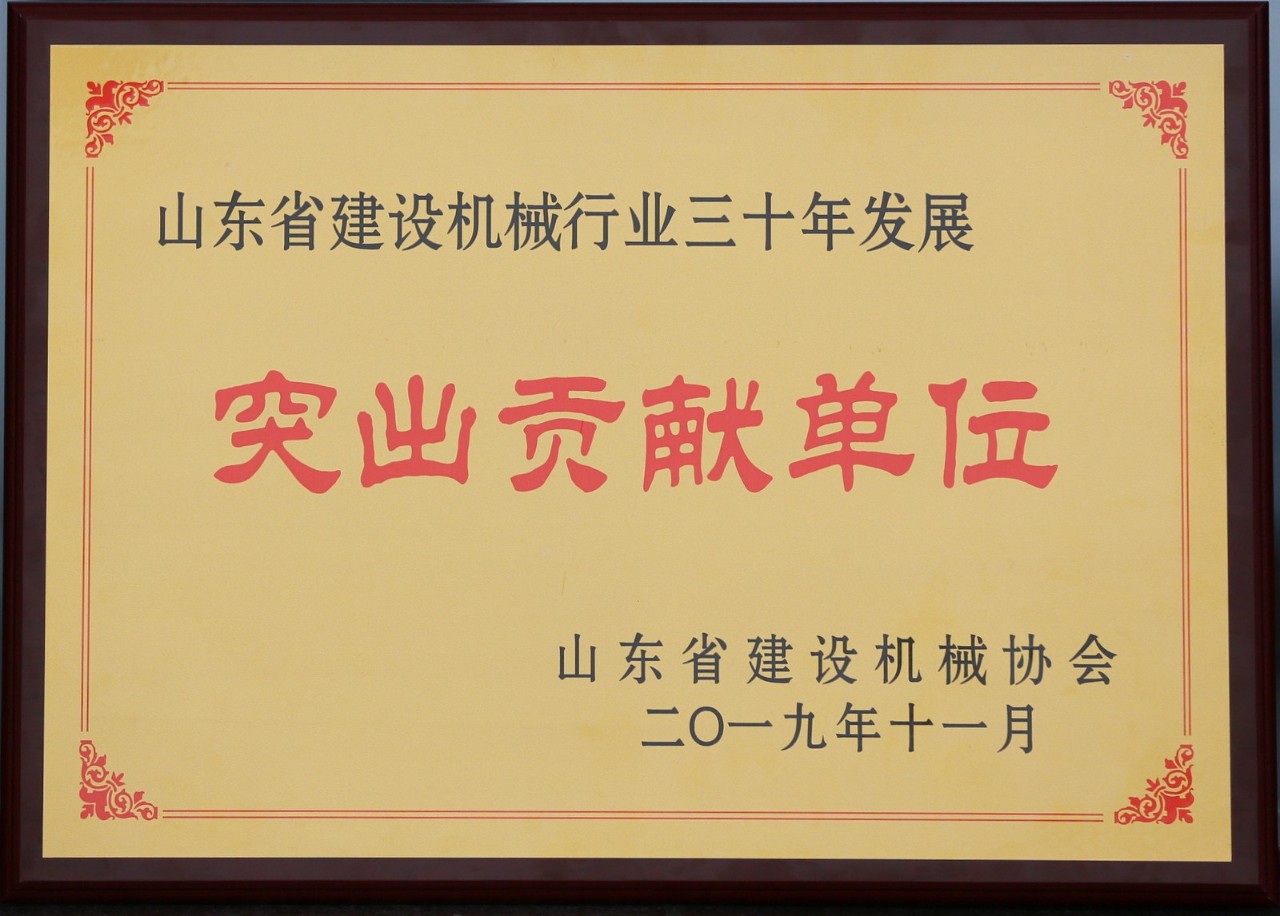 山东省建设机械行业三十年发展
突出贡献单位
山东省建设机械协会
二〇一九年十一月